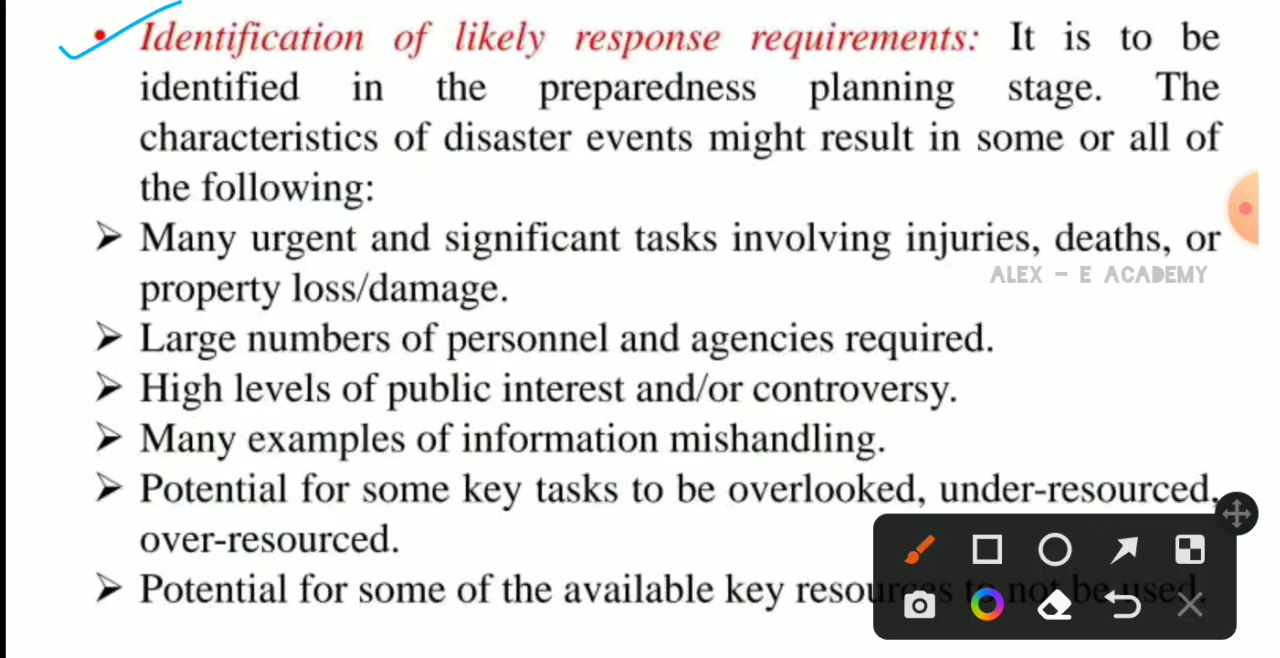 • Identification of likely response requirements: It is to be
identified in the preparedness planning stage. The
characteristics of disaster events might result in some or all of
the following:
➢ Many urgent and significant tasks involving injuries, deaths, or
ALEX - E ACADEMY
property loss/damage.
➢ Large numbers of personnel and agencies required.
➢ High levels of public interest and/or controversy.
➢ Many examples of information mishandling.
➢ Potential for some key tasks to be overlooked, under-resourced,
over-resourced.
➢ Potential for some of the available key resources to not be used.